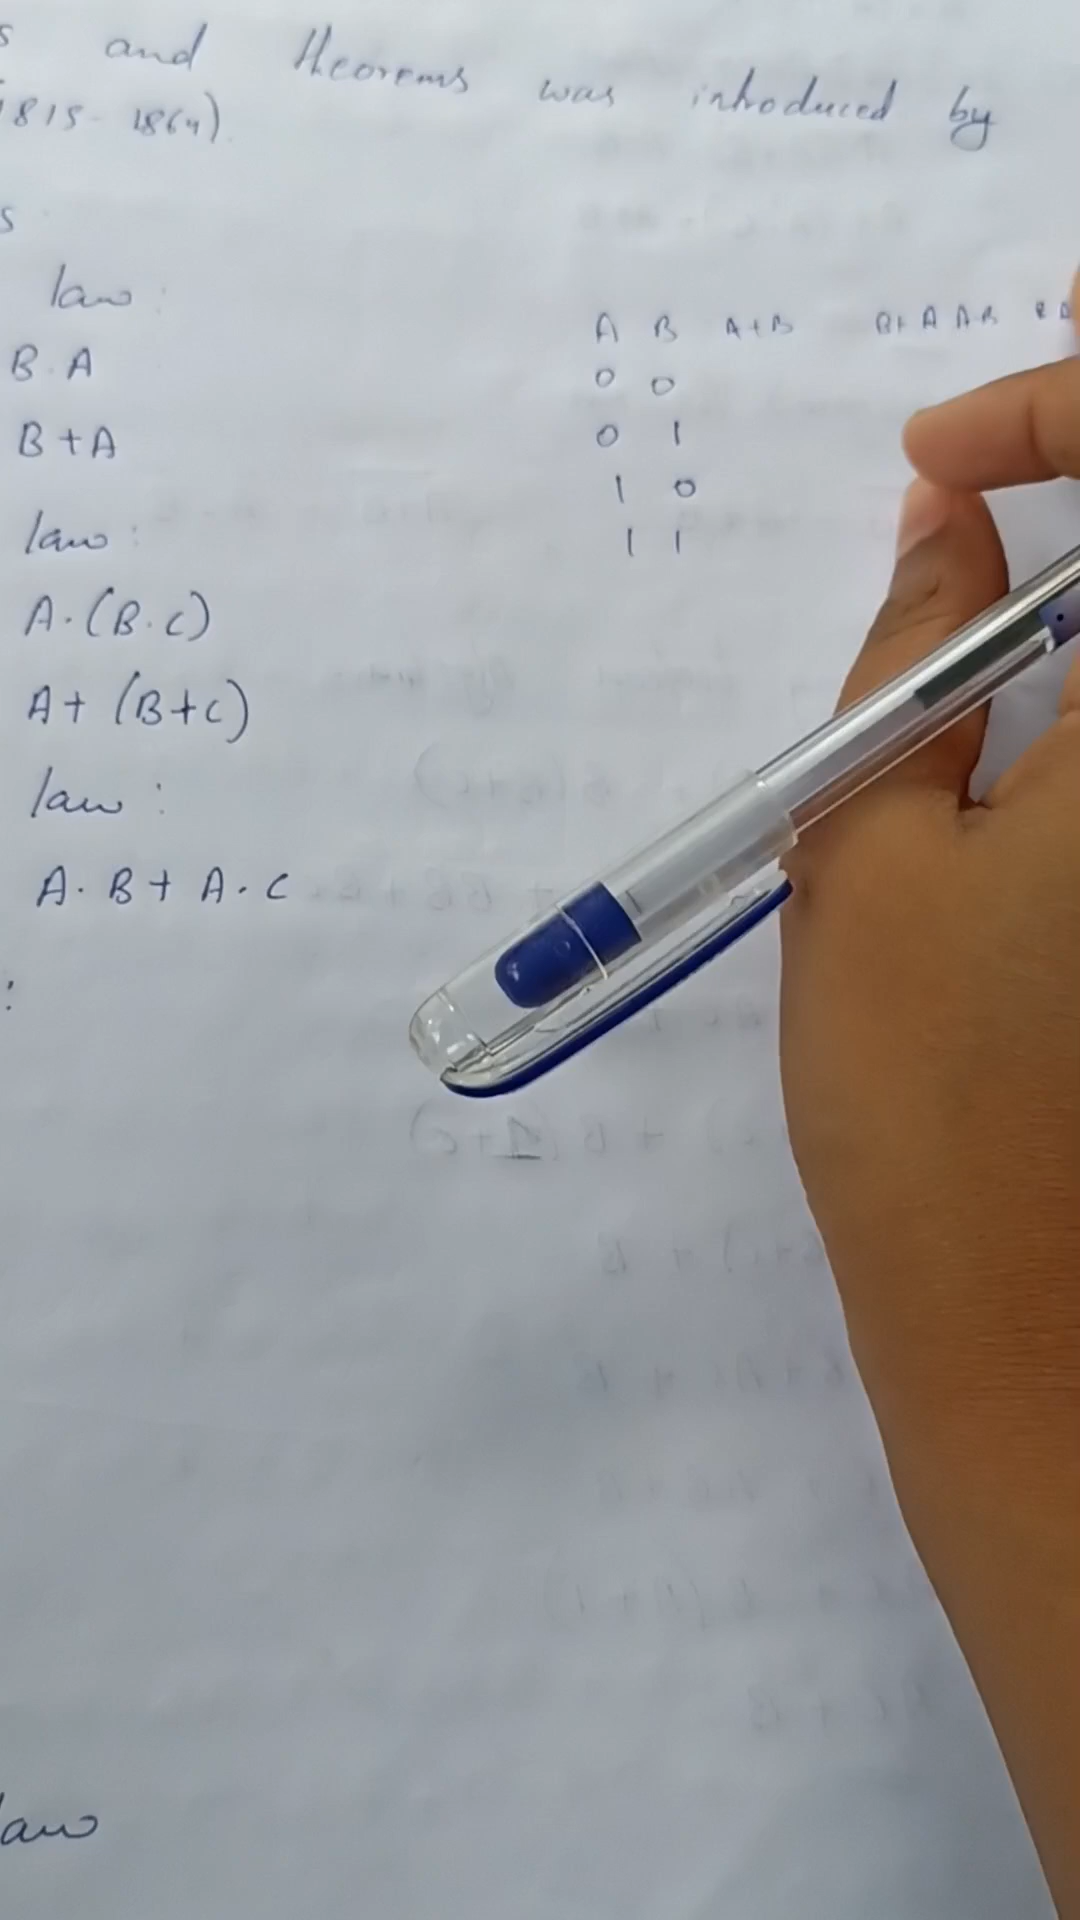 s and theorems was introduced by
1815-1864)
s
law:
B.A
B+A
law:
A.(B.C)
A+ (B+C)
law:
A.B+ A.C
:
law
A B A+B B+A A.B
0 0
0 1
1 0
1 1